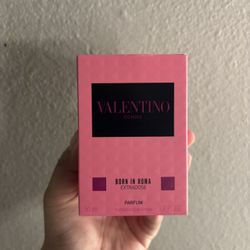 VALENTINO
DONNA
BORN IN ROMA
EXTRADOSE
PARFUM